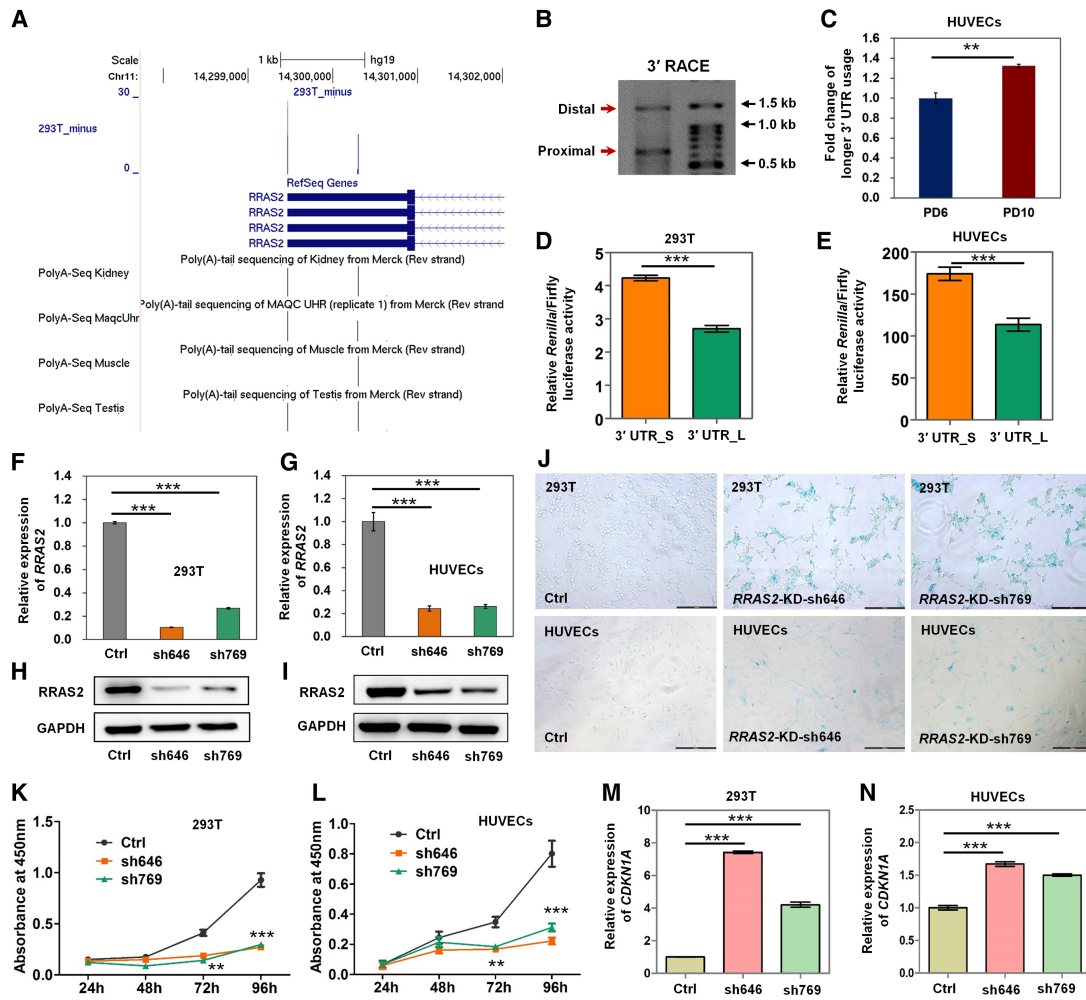 A
Scale
1 kb
hg19
Chr11:
14,299,000
14,300,000
14,301,000
14,302,000
30 _
293T_minus
293T_minus
0 _
RefSeq Genes
RRAS2
RRAS2
RRAS2
RRAS2
Poly(A)-tail sequencing of Kidney from Merck (Rev strand)
PolyA-Seq Kidney
Poly(A)-tail sequencing of MAQC UHR (replicate 1) from Merck (Rev strand
PolyA-Seq MaqcUhr
Poly(A)-tail sequencing of Muscle from Merck (Rev strand)
PolyA-Seq Muscle
Poly(A)-tail sequencing of Testis from Merck (Rev strand)
PolyA-Seq Testis
B
3′ RACE
Distal
Proximal
1.5 kb
1.0 kb
0.5 kb
C
HUVECs
Fold change of
longer 3′ UTR usage
1.6
1.4
1.2
1.0
0.8
0.6
0.4
0.2
0.0
**
PD6
PD10
D
293T
Relative Renilla/Firefly
luciferase activity
5
4
3
2
1
0
***
3′ UTR_S
3′ UTR_L
E
HUVECs
Relative Renilla/Firefly
luciferase activity
200
150
100
50
0
***
3′ UTR_S
3′ UTR_L
F
Relative expression
of RRAS2
1.4
1.2
1.0
0.8
0.6
0.4
0.2
0.0
***
***
293T
Ctrl
sh646
sh769
G
Relative expression
of RRAS2
1.4
1.2
1.0
0.8
0.6
0.4
0.2
0.0
***
***
HUVECs
Ctrl
sh646
sh769
H
RRAS2
GAPDH
Ctrl
sh646
sh769
I
RRAS2
GAPDH
Ctrl
sh646
sh769
J
293T
Ctrl
293T
RRAS2-KD-sh646
293T
RRAS2-KD-sh769
HUVECs
Ctrl
HUVECs
RRAS2-KD-sh646
HUVECs
RRAS2-KD-sh769
K
293T
Absorbance at 450nm
1.5
1.0
0.5
0.0
Ctrl
sh646
sh769
**
***
24h
48h
72h
96h
L
HUVECs
Absorbance at 450nm
1.0
0.8
0.6
0.4
0.2
0.0
Ctrl
sh646
sh769
**
***
24h
48h
72h
96h
M
293T
Relative expression
of CDKN1A
10
8
6
4
2
0
***
***
Ctrl
sh646
sh769
N
HUVECs
Relative expression
of CDKN1A
2.5
2.0
1.5
1.0
0.5
0.0
***
***
Ctrl
sh646
sh769